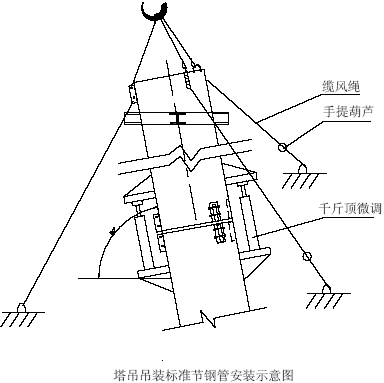 缆风绳
手提葫芦
千斤顶微调
塔吊吊装标准节钢管安装示意图